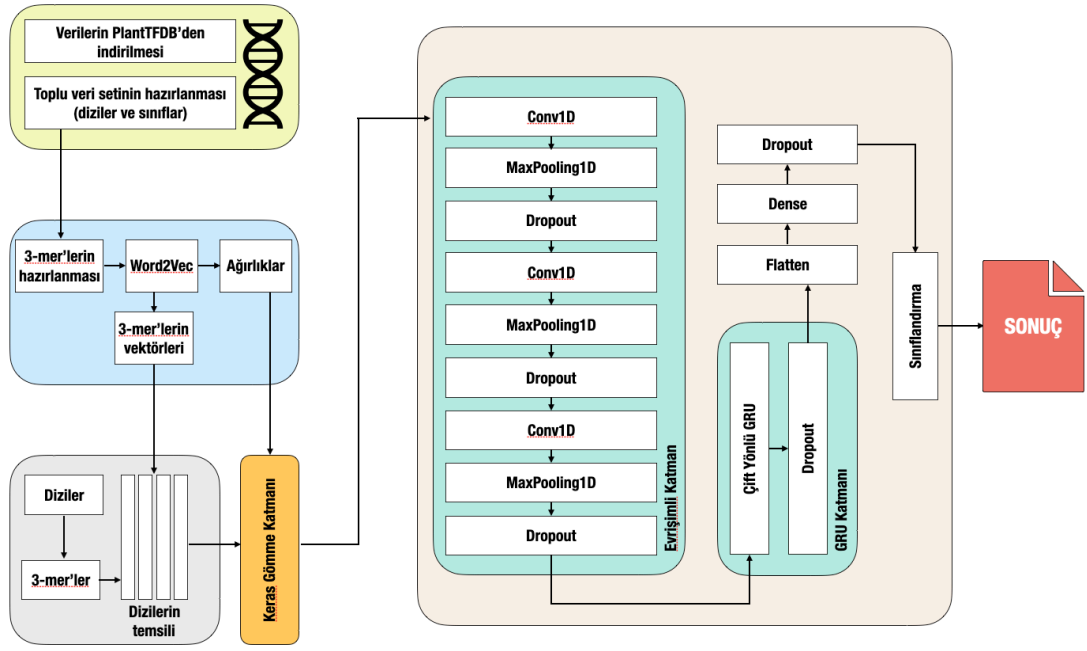 Verilerin PlantTFDB'den
indirilmesi
Toplu veri setinin hazırlanması
(diziler ve sınıflar)
3-mer'lerin
hazırlanması
Word2Vec
Ağırlıklar
3-mer'lerin
vektörleri
Diziler
3-mer'ler
Dizilerin
temsili
Keras Gömme Katmanı
Conv1D
MaxPooling1D
Dropout
Conv1D
MaxPooling1D
Dropout
Conv1D
MaxPooling1D
Dropout
Evrişimli Katman
Çift Yönlü GRU
Dropout
GRU Katmanı
Flatten
Dense
Dropout
Sınıflandırma
SONUÇ